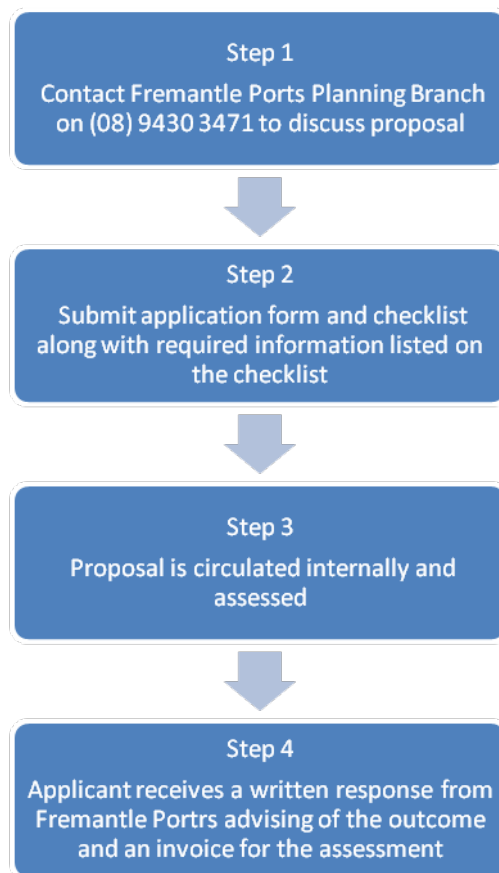 Step 1
Contact Fremantle Ports Planning Branch
on (08) 9430 3471 to discuss proposal
Step 2
Submit application form and checklist
along with required information listed on
the checklist
Step 3
Proposal is circulated internally and
assessed
Step 4
Applicant receives a written response from
Fremantle Portrs advising of the outcome
and an invoice for the assessment